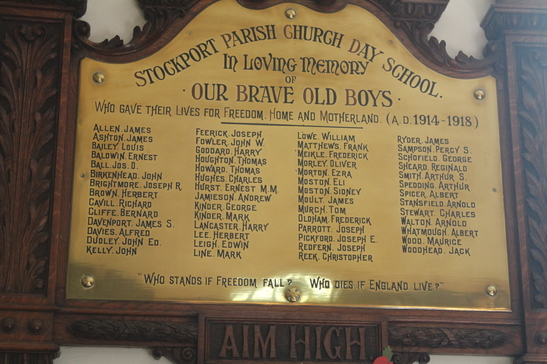 STOCKPORT PARISH CHURCH DAY SCHOOL.
IN LOVING MEMORY
OF
· OUR BRAVE OLD BOYS ·
WHO GAVE THEIR LIVES FOR FREEDOM, HOME AND MOTHERLAND. (A.D. 1914-1918)
ALLEN. JAMES
ASHTON. JAMES
BALEY. LOUIS
BALDWIN. ERNEST
BALL. JOS. D.
BIRKENHEAD. JOHN
BRIGHTMORE. JOSEPH R.
BROWN. HERBERT
CAVILL. RICHARD
CLIFFE. BERNARD
DAVENPORT. JAMES S.
DAVIES. ALFRED
DUDLEY. JOHN ED.
KELLY. JOHN
FEERICK. JOSEPH
FOWLER. JOHN W.
GODDARD. HARRY
HOUGHTON. THOMAS
HOWARD. THOMAS
HUGHES. CHARLES
HURST. ERNEST M.M.
JAMIESON. ANDREW
KINDER. GEORGE
KINDER. MARK
LANCASTER. HARRY
LEE. HERBERT
LEIGH. EDWIN
LINE. MARK
LOWE. WILLIAM
MATTHEWS. FRANK
MEIKLE. FREDERICK
MORLEY. OLIVER
MORTON. EZRA
MOSTON. ELI
MOSTON. SIDNEY
MOULT. JAMES
MURCH. TOM
OLDHAM. FREDERICK
PARROTT. JOSEPH
PICKFORD. JOSEPH E.
REDFERN. JOSEPH
REEK. CHRISTOPHER
RYDER. JAMES
SAMPSON. PERCY S.
SCHOFIELD. GEORGE
SHEARD. REGINALD
SMITH. ARTHUR S.
SPEDDING. ARTHUR
SPICER. ALBERT
STANSFIELD. ARNOLD
STEWART. CHARLES
WALTON. ARNOLD
WHATMOUGH. ALBERT
WOOD. MAURICE
WOODHEAD. JACK
"WHO STANDS IF FREEDOM FALL? WHO DIES IF ENGLAND LIVE?"
AIM HIGH